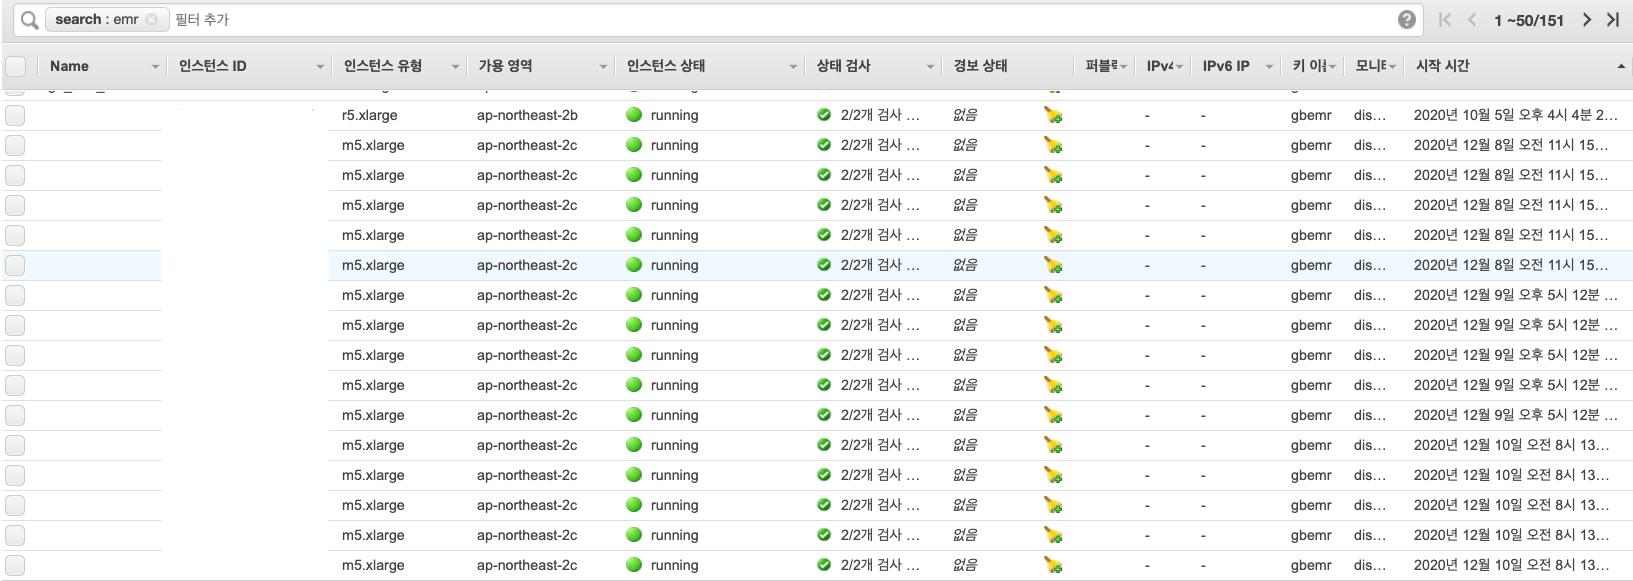 search : emr 필터 추가 1 ~50/151
Name 인스턴스 ID 인스턴스 유형 가용 영역 인스턴스 상태 상태 검사 경보 상태 퍼블릭 IPv4 IPv6 IP 키 이름 모니터 시작 시간
r5.xlarge ap-northeast-2b running 2/2개 검사 ... 없음 - - gbemr dis... 2020년 10월 5일 오후 4시 4분 2...
m5.xlarge ap-northeast-2c running 2/2개 검사 ... 없음 - - gbemr dis... 2020년 12월 8일 오전 11시 15...
m5.xlarge ap-northeast-2c running 2/2개 검사 ... 없음 - - gbemr dis... 2020년 12월 8일 오전 11시 15...
m5.xlarge ap-northeast-2c running 2/2개 검사 ... 없음 - - gbemr dis... 2020년 12월 8일 오전 11시 15...
m5.xlarge ap-northeast-2c running 2/2개 검사 ... 없음 - - gbemr dis... 2020년 12월 8일 오전 11시 15...
m5.xlarge ap-northeast-2c running 2/2개 검사 ... 없음 - - gbemr dis... 2020년 12월 8일 오전 11시 15...
m5.xlarge ap-northeast-2c running 2/2개 검사 ... 없음 - - gbemr dis... 2020년 12월 9일 오후 5시 12분 ...
m5.xlarge ap-northeast-2c running 2/2개 검사 ... 없음 - - gbemr dis... 2020년 12월 9일 오후 5시 12분 ...
m5.xlarge ap-northeast-2c running 2/2개 검사 ... 없음 - - gbemr dis... 2020년 12월 9일 오후 5시 12분 ...
m5.xlarge ap-northeast-2c running 2/2개 검사 ... 없음 - - gbemr dis... 2020년 12월 9일 오후 5시 12분 ...
m5.xlarge ap-northeast-2c running 2/2개 검사 ... 없음 - - gbemr dis... 2020년 12월 9일 오후 5시 12분 ...
m5.xlarge ap-northeast-2c running 2/2개 검사 ... 없음 - - gbemr dis... 2020년 12월 10일 오전 8시 13...
m5.xlarge ap-northeast-2c running 2/2개 검사 ... 없음 - - gbemr dis... 2020년 12월 10일 오전 8시 13...
m5.xlarge ap-northeast-2c running 2/2개 검사 ... 없음 - - gbemr dis... 2020년 12월 10일 오전 8시 13...
m5.xlarge ap-northeast-2c running 2/2개 검사 ... 없음 - - gbemr dis... 2020년 12월 10일 오전 8시 13...
m5.xlarge ap-northeast-2c running 2/2개 검사 ... 없음 - - gbemr dis... 2020년 12월 10일 오전 8시 13...